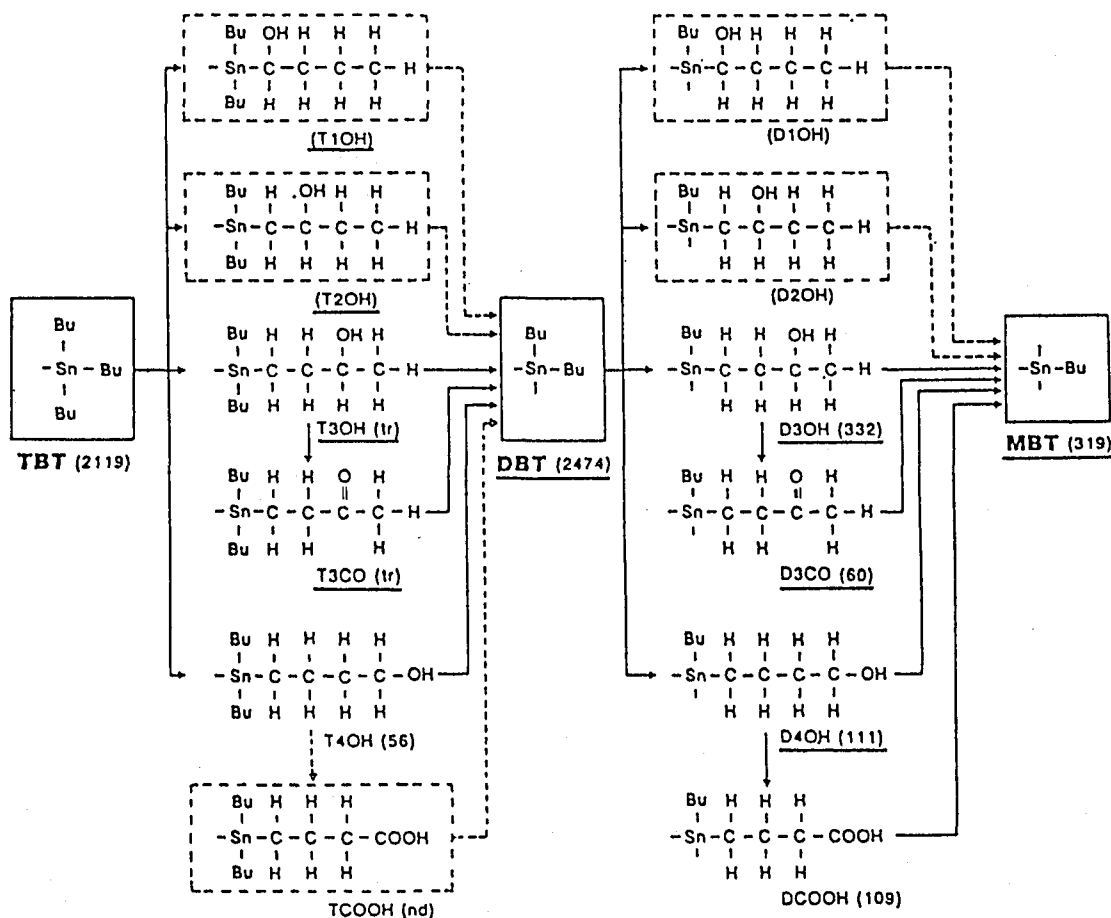 Bu OH H H H
-Sn-C-C-C-C-H
Bu H H H H
(T1OH)
Bu H OH H H
-Sn-C-C-C-C-H
Bu H H H H
(T2OH)
Bu
-Sn-Bu
Bu
TBT (2119)
Bu H H OH H
-Sn-C-C-C-C-H
Bu H H H H
T3OH (tr)
Bu H H O H
-Sn-C-C-C-C-H
Bu H H H
T3CO (tr)
Bu H H H H
-Sn-C-C-C-C-OH
Bu H H H H
T4OH (56)
Bu H H H
-Sn-C-C-C-COOH
Bu H H H
TCOOH (nd)
Bu
-Sn-Bu
DBT (2474)
Bu OH H H H
-Sn-C-C-C-C-H
H H H H
(D1OH)
Bu H OH H H
-Sn-C-C-C-C-H
H H H H
(D2OH)
Bu H H OH H
-Sn-C-C-C-C-H
H H H H
D3OH (332)
Bu H H O H
-Sn-C-C-C-C-H
H H H
D3CO (60)
Bu H H H H
-Sn-C-C-C-C-OH
H H H H
D4OH (111)
Bu H H H
-Sn-C-C-C-COOH
H H H
DCOOH (109)
-Sn-Bu
MBT (319)